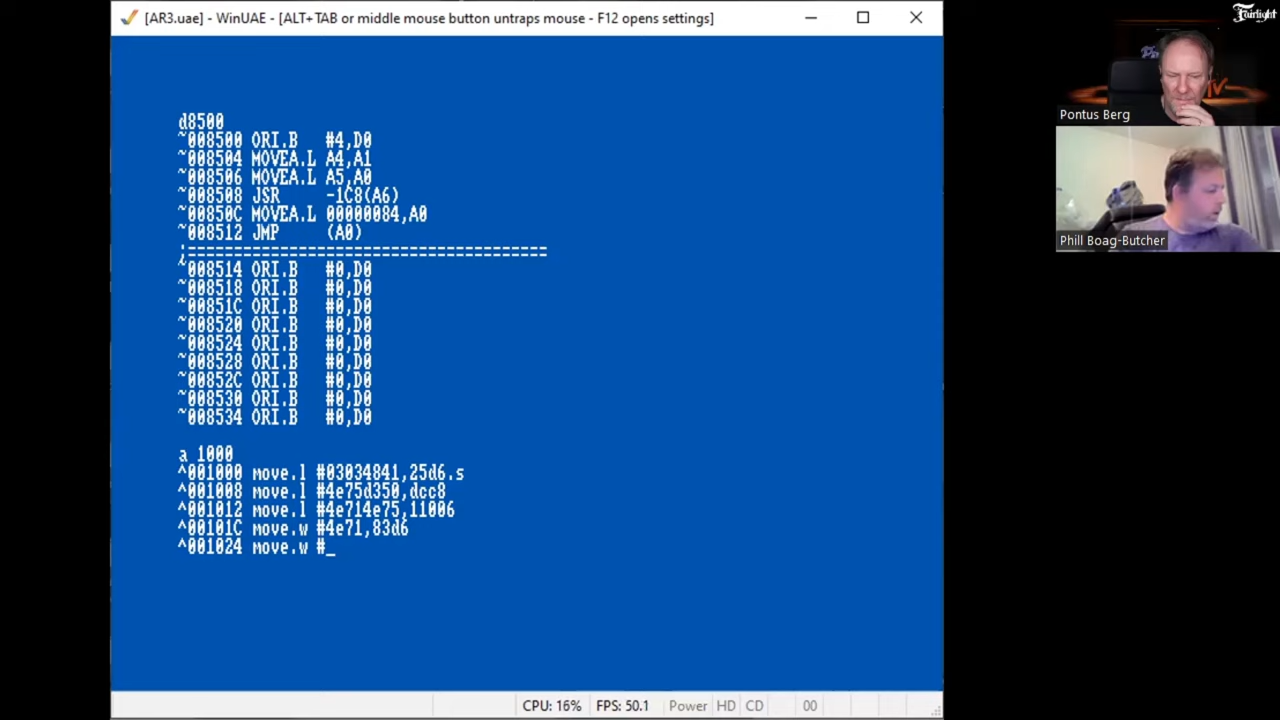 [AR3.uae] - WinUAE - [ALT+TAB or middle mouse button untraps mouse - F12 opens settings]
d8500
~008500 ORI.B #4,D0
~008504 MOVEA.L A4,A1
~008506 MOVEA.L A5,A0
~008508 JSR -1C8(A6)
~00850C MOVEA.L 00000084,A0
~008512 JMP (A0)
;=======================================
~008514 ORI.B #0,D0
~008518 ORI.B #0,D0
~00851C ORI.B #0,D0
~008520 ORI.B #0,D0
~008524 ORI.B #0,D0
~008528 ORI.B #0,D0
~00852C ORI.B #0,D0
~008530 ORI.B #0,D0
~008534 ORI.B #0,D0
a 1000
^001000 move.l #03034841,25d6.s
^001008 move.l #4e75d350,dcc8
^001012 move.l #4e714e75,11006
^00101C move.w #4e71,83d6
^001024 move.w #_
CPU: 16% FPS: 50.1 Power HD CD 00
Fairlight
Pontus Berg
Phill Boag-Butcher